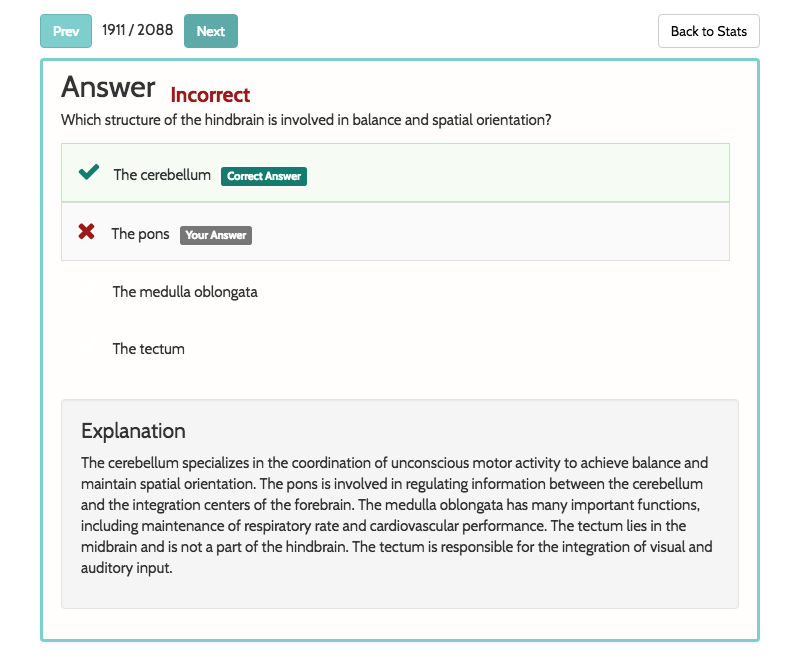 Prev 1911 / 2088 Next Back to Stats
Answer Incorrect
Which structure of the hindbrain is involved in balance and spatial orientation?
The cerebellum Correct Answer
The pons Your Answer
The medulla oblongata
The tectum
Explanation
The cerebellum specializes in the coordination of unconscious motor activity to achieve balance and
maintain spatial orientation. The pons is involved in regulating information between the cerebellum
and the integration centers of the forebrain. The medulla oblongata has many important functions,
including maintenance of respiratory rate and cardiovascular performance. The tectum lies in the
midbrain and is not a part of the hindbrain. The tectum is responsible for the integration of visual and
auditory input.